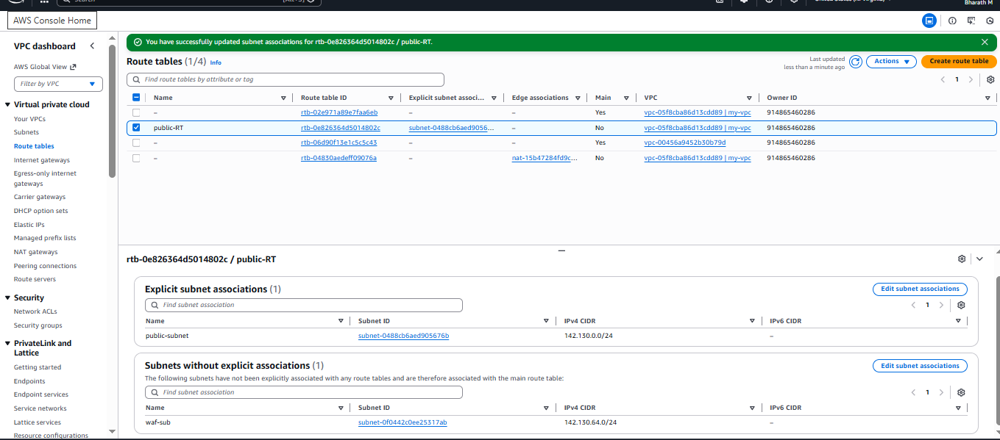 Search [Alt+S]
Bharath M
AWS Console Home
VPC dashboard
AWS Global View
Filter by VPC
Virtual private cloud
Your VPCs
Subnets
Route tables
Internet gateways
Egress-only internet
gateways
Carrier gateways
DHCP option sets
Elastic IPs
Managed prefix lists
NAT gateways
Peering connections
Route servers
Security
Network ACLs
Security groups
PrivateLink and
Lattice
Getting started
Endpoints
Endpoint services
Service networks
Lattice services
Resource configurations
You have successfully updated subnet associations for rtb-0e826364d5014802c / public-RT.
Route tables (1/4) Info
Last updated
less than a minute ago
Actions
Create route table
Find route tables by attribute or tag
1
Name Route table ID Explicit subnet associ... Edge associations Main VPC Owner ID
– rtb-02e971a89e7faa6eb – – Yes vpc-05f8cba86d13cdd89 | my-vpc 914865460286
public-RT rtb-0e826364d5014802c subnet-0488cb6aed9056... – No vpc-05f8cba86d13cdd89 | my-vpc 914865460286
– rtb-06d90f13e1c5c5c43 – – Yes vpc-00456a9452b30b79d 914865460286
– rtb-04830aedeff09076a – nat-15b47284fd9c... No vpc-05f8cba86d13cdd89 | my-vpc 914865460286
rtb-0e826364d5014802c / public-RT
Explicit subnet associations (1)
Edit subnet associations
Find subnet association
1
Name Subnet ID IPv4 CIDR IPv6 CIDR
public-subnet subnet-0488cb6aed905676b 142.130.0.0/24 –
Subnets without explicit associations (1)
Edit subnet associations
The following subnets have not been explicitly associated with any route tables and are therefore associated with the main route table:
Find subnet association
1
Name Subnet ID IPv4 CIDR IPv6 CIDR
waf-sub subnet-0f0442c0ee25317ab 142.130.64.0/24 –